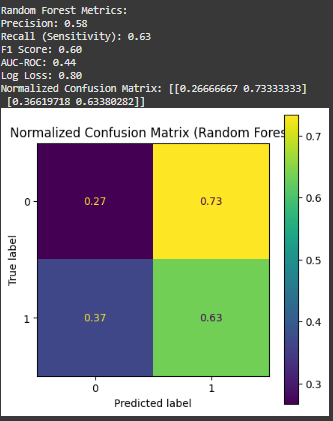 Random Forest Metrics:
Precision: 0.58
Recall (Sensitivity): 0.63
F1 Score: 0.60
AUC-ROC: 0.44
Log Loss: 0.80
Normalized Confusion Matrix: [[0.26666667 0.73333333]
[0.36619718 0.63380282]]
Normalized Confusion Matrix (Random Fores
0.7
0
0.27
0.73
0.6
True label
0.5
1
0.37
0.63
0.4
0.3
0
1
Predicted label